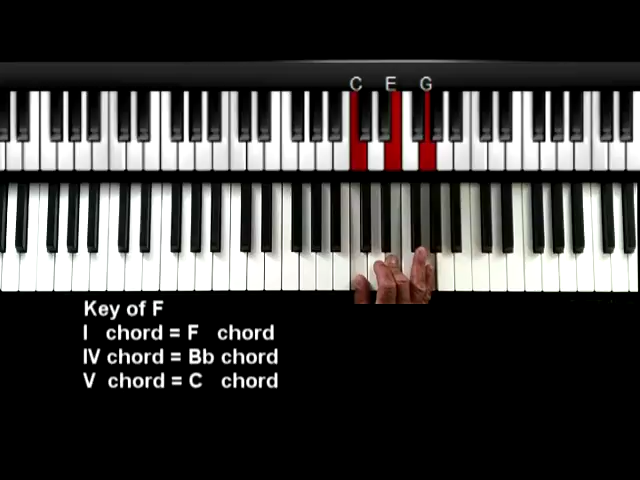 C E G
Key of F
I chord = F chord
IV chord = Bb chord
V chord = C chord